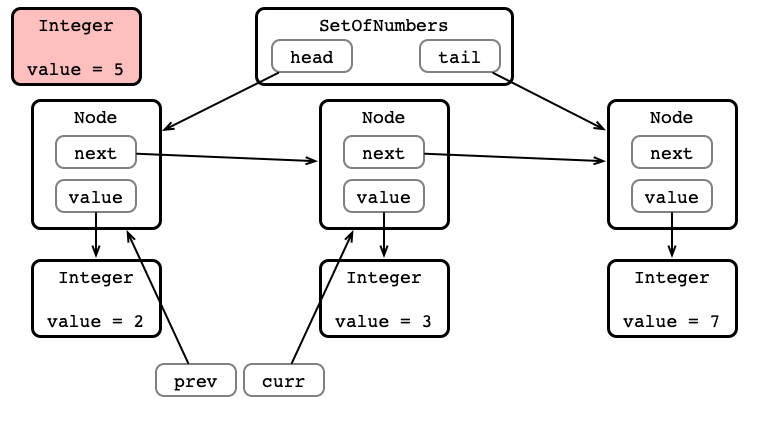 Integer
value = 5
SetOfNumbers
head
tail
Node
next
value
Node
next
value
Node
next
value
Integer
value = 2
Integer
value = 3
Integer
value = 7
prev
curr